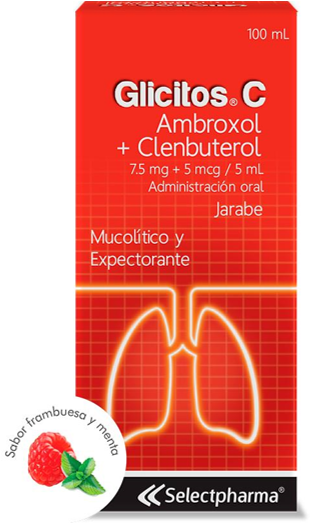 100 mL
Glicitos® C
Ambroxol
+ Clenbuterol
7.5 mg + 5 mcg / 5 mL
Administración oral
Jarabe
Mucolítico y
Expectorante
Sabor frambuesa y menta
Selectpharma®